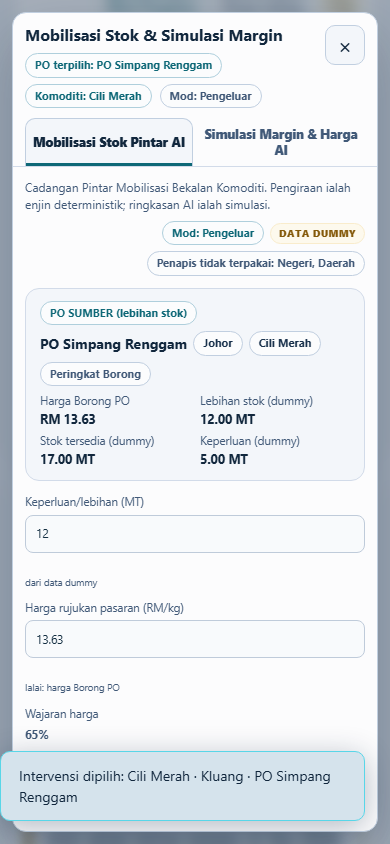 Mobilisasi Stok & Simulasi Margin
×
PO terpilih: PO Simpang Renggam
Komoditi: Cili Merah
Mod: Pengeluar
Mobilisasi Stok Pintar AI
Simulasi Margin & Harga
AI
Cadangan Pintar Mobilisasi Bekalan Komoditi. Pengiraan ialah
enjin deterministik; ringkasan AI ialah simulasi.
Mod: Pengeluar
DATA DUMMY
Penapis tidak terpakai: Negeri, Daerah
PO SUMBER (lebihan stok)
PO Simpang Renggam
Johor
Cili Merah
Peringkat Borong
Harga Borong PO
Lebihan stok (dummy)
RM 13.63
12.00 MT
Stok tersedia (dummy)
Keperluan (dummy)
17.00 MT
5.00 MT
Keperluan/lebihan (MT)
12
dari data dummy
Harga rujukan pasaran (RM/kg)
13.63
lalai: harga Borong PO
Wajaran harga
65%
Intervensi dipilih: Cili Merah · Kluang · PO Simpang
Renggam